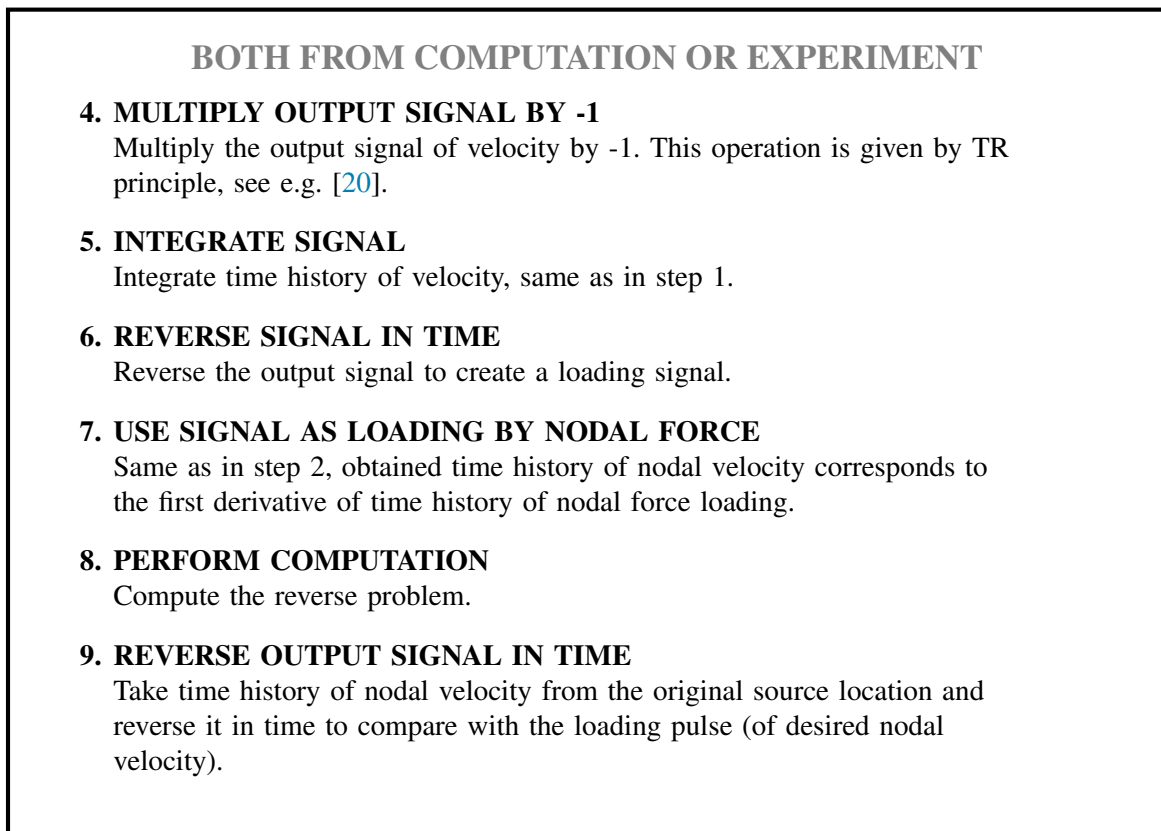 BOTH FROM COMPUTATION OR EXPERIMENT
4. MULTIPLY OUTPUT SIGNAL BY -1
Multiply the output signal of velocity by -1. This operation is given by TR
principle, see e.g. [20].
5. INTEGRATE SIGNAL
Integrate time history of velocity, same as in step 1.
6. REVERSE SIGNAL IN TIME
Reverse the output signal to create a loading signal.
7. USE SIGNAL AS LOADING BY NODAL FORCE
Same as in step 2, obtained time history of nodal velocity corresponds to
the first derivative of time history of nodal force loading.
8. PERFORM COMPUTATION
Compute the reverse problem.
9. REVERSE OUTPUT SIGNAL IN TIME
Take time history of nodal velocity from the original source location and
reverse it in time to compare with the loading pulse (of desired nodal
velocity).